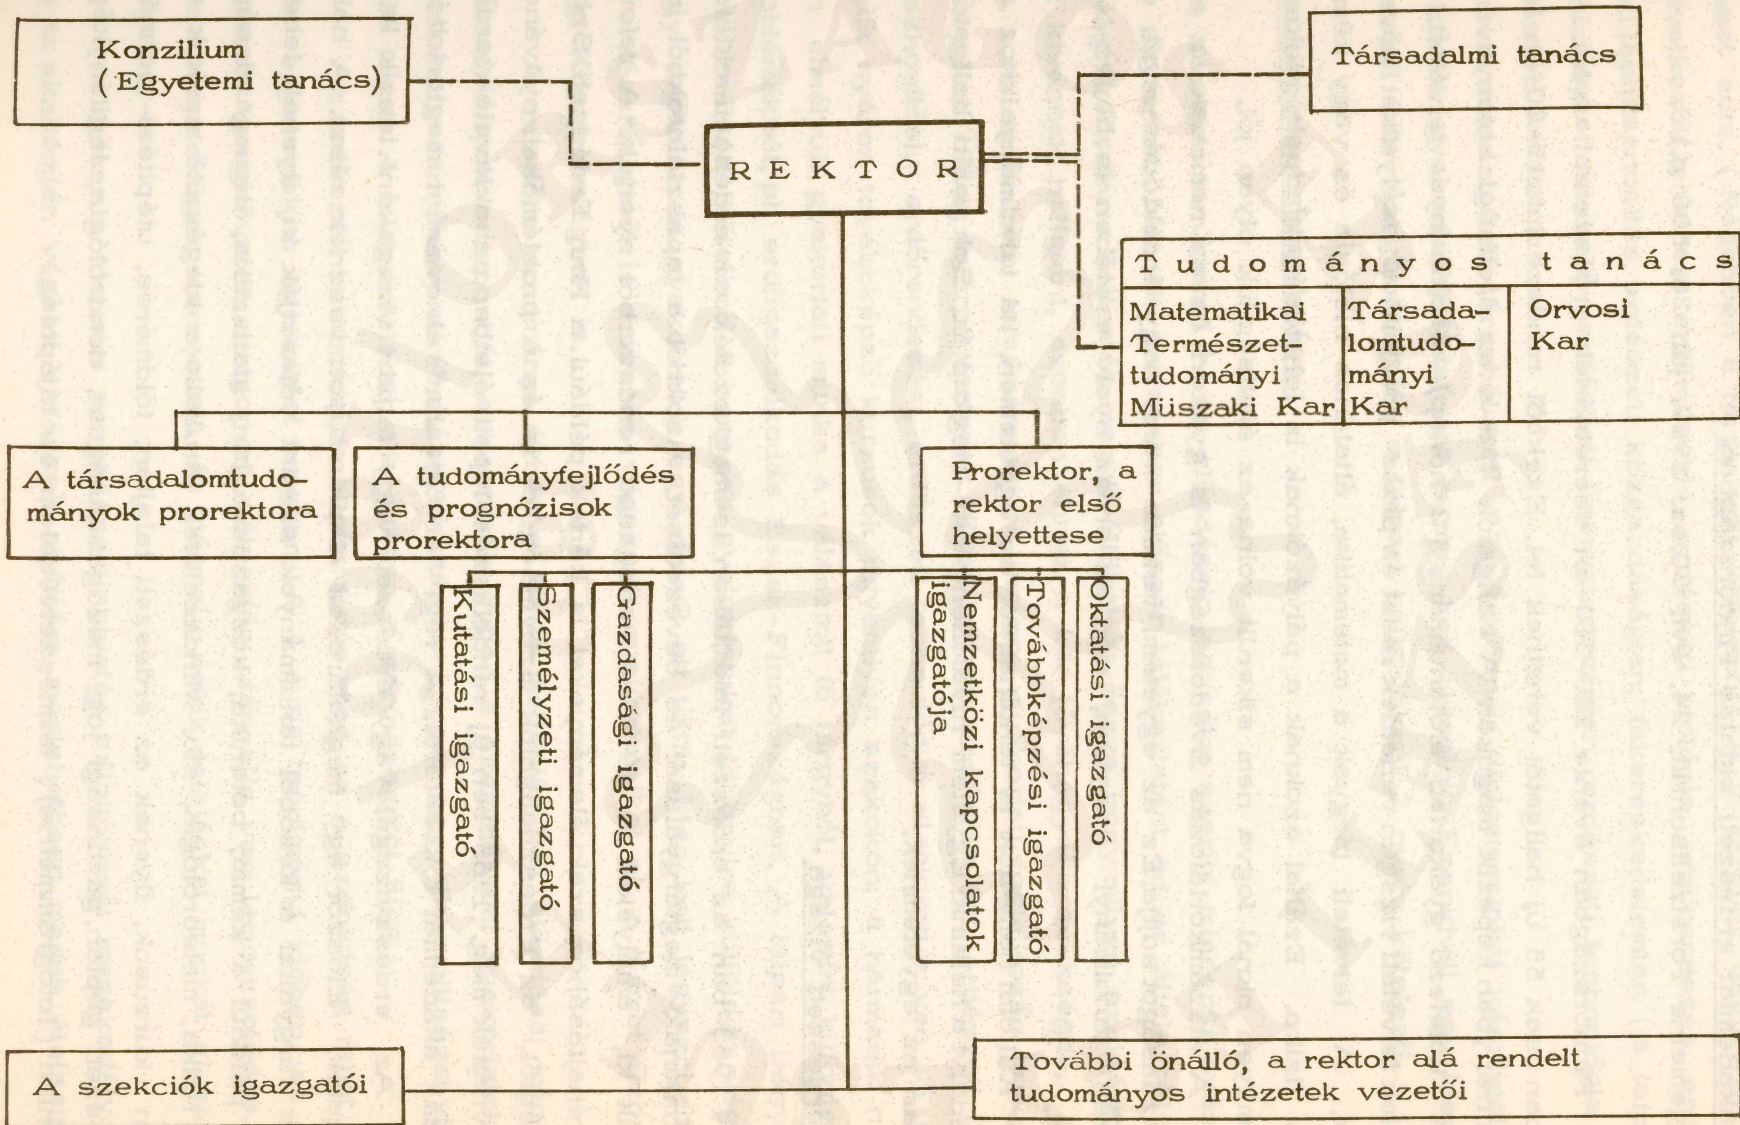 Konzilium
(Egyetemi tanács)
Társadalmi tanács
REKTOR
Tudományos tanács
Matematikai
Természet-
tudományi
Müszaki Kar
Társada-
lomtudo-
mányi
Kar
Orvosi
Kar
A társadalomtudo-
mányok prorektora
A tudományfejlődés
és prognózisok
prorektora
Prorektor, a
rektor első
helyettese
Kutatási igazgató
Személyzeti igazgató
Gazdasági igazgató
Nemzetközi kapcsolatok
igazgatója
Továbbképzési igazgató
Oktatási igazgató
A szekciók igazgatói
További önálló, a rektor alá rendelt
tudományos intézetek vezetői